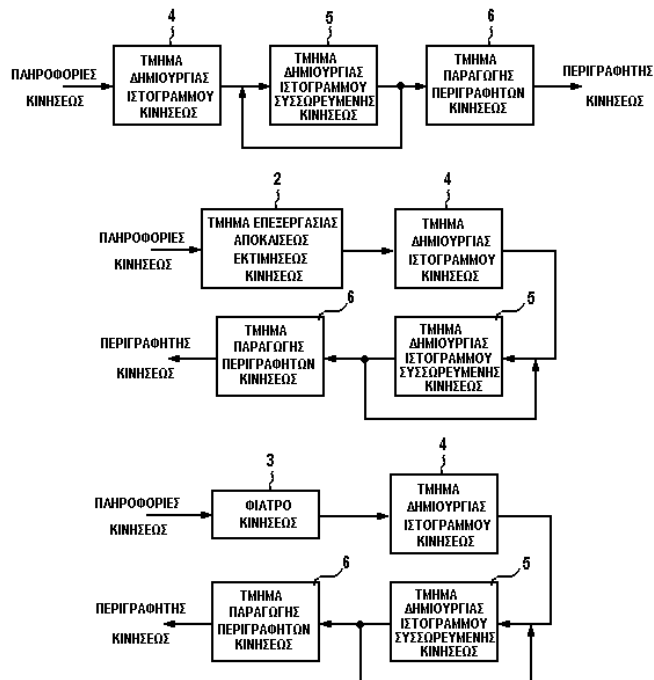 4
5
6
ΠΛΗΡΟΦΟΡΙΕΣ
ΚΙΝΗΣΕΩΣ
ΤΜΗΜΑ
ΔΗΜΙΟΥΡΓΙΑΣ
ΙΣΤΟΓΡΑΜΜΟΥ
ΚΙΝΗΣΕΩΣ
ΤΜΗΜΑ
ΔΗΜΙΟΥΡΓΙΑΣ
ΙΣΤΟΓΡΑΜΜΟΥ
ΣΥΣΣΩΡΕΥΜΕΝΗΣ
ΚΙΝΗΣΕΩΣ
ΤΜΗΜΑ
ΠΑΡΑΓΩΓΗΣ
ΠΕΡΙΓΡΑΦΗΤΩΝ
ΚΙΝΗΣΕΩΣ
ΠΕΡΙΓΡΑΦΗΤΗΣ
ΚΙΝΗΣΕΩΣ
2
4
ΠΛΗΡΟΦΟΡΙΕΣ
ΚΙΝΗΣΕΩΣ
ΤΜΗΜΑ ΕΠΕΞΕΡΓΑΣΙΑΣ
ΑΠΟΚΛΙΣΕΩΣ
ΕΚΤΙΜΗΣΕΩΣ
ΚΙΝΗΣΕΩΣ
ΤΜΗΜΑ
ΔΗΜΙΟΥΡΓΙΑΣ
ΙΣΤΟΓΡΑΜΜΟΥ
ΚΙΝΗΣΕΩΣ
6
5
ΠΕΡΙΓΡΑΦΗΤΗΣ
ΚΙΝΗΣΕΩΣ
ΤΜΗΜΑ
ΠΑΡΑΓΩΓΗΣ
ΠΕΡΙΓΡΑΦΗΤΩΝ
ΚΙΝΗΣΕΩΣ
ΤΜΗΜΑ
ΔΗΜΙΟΥΡΓΙΑΣ
ΙΣΤΟΓΡΑΜΜΟΥ
ΣΥΣΣΩΡΕΥΜΕΝΗΣ
ΚΙΝΗΣΕΩΣ
3
4
ΠΛΗΡΟΦΟΡΙΕΣ
ΚΙΝΗΣΕΩΣ
ΦΙΛΤΡΟ
ΚΙΝΗΣΕΩΣ
ΤΜΗΜΑ
ΔΗΜΙΟΥΡΓΙΑΣ
ΙΣΤΟΓΡΑΜΜΟΥ
ΚΙΝΗΣΕΩΣ
6
5
ΠΕΡΙΓΡΑΦΗΤΗΣ
ΚΙΝΗΣΕΩΣ
ΤΜΗΜΑ
ΠΑΡΑΓΩΓΗΣ
ΠΕΡΙΓΡΑΦΗΤΩΝ
ΚΙΝΗΣΕΩΣ
ΤΜΗΜΑ
ΔΗΜΙΟΥΡΓΙΑΣ
ΙΣΤΟΓΡΑΜΜΟΥ
ΣΥΣΣΩΡΕΥΜΕΝΗΣ
ΚΙΝΗΣΕΩΣ